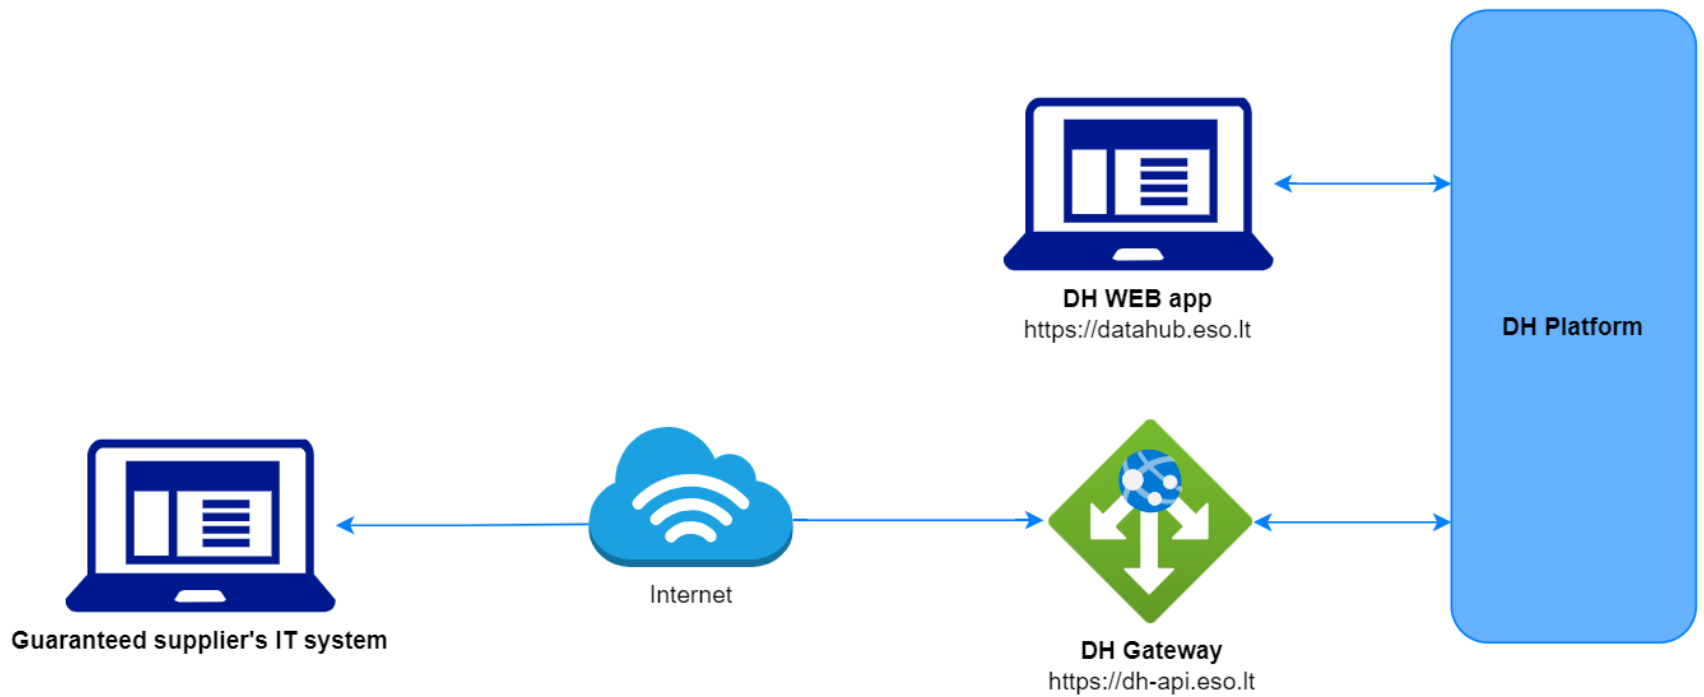 DH WEB app
https://datahub.eso.lt
DH Platform
Internet
Guaranteed supplier's IT system
DH Gateway
https://dh-api.eso.lt